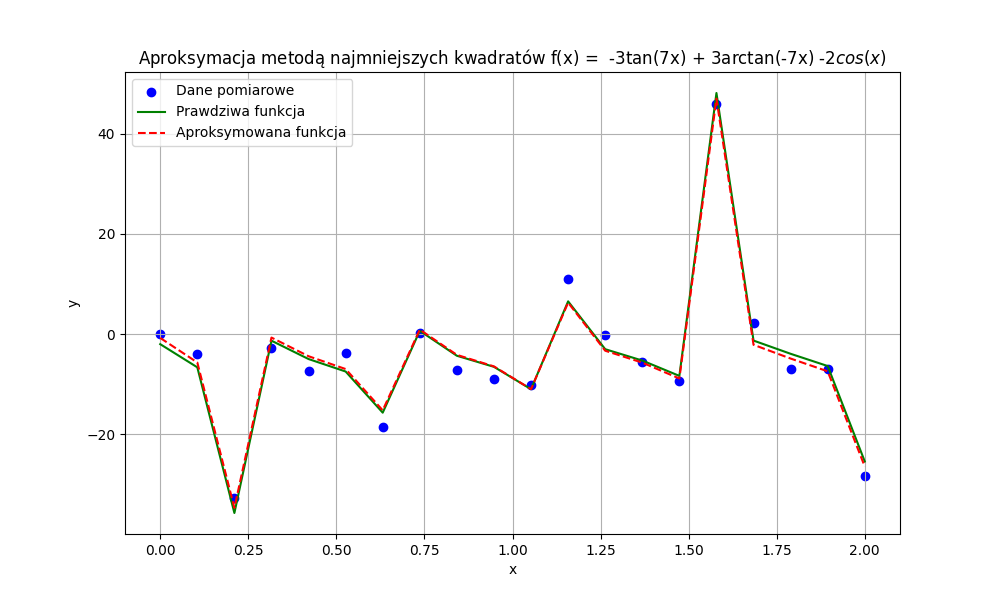 Aproksymacja metodą najmniejszych kwadratów f(x) =  -3tan(7x) + 3arctan(-7x) -2cos(x)
Dane pomiarowe
Prawdziwa funkcja
Aproksymowana funkcja
40
20
0
−20
y
0.00 0.25 0.50 0.75 1.00 1.25 1.50 1.75 2.00
x